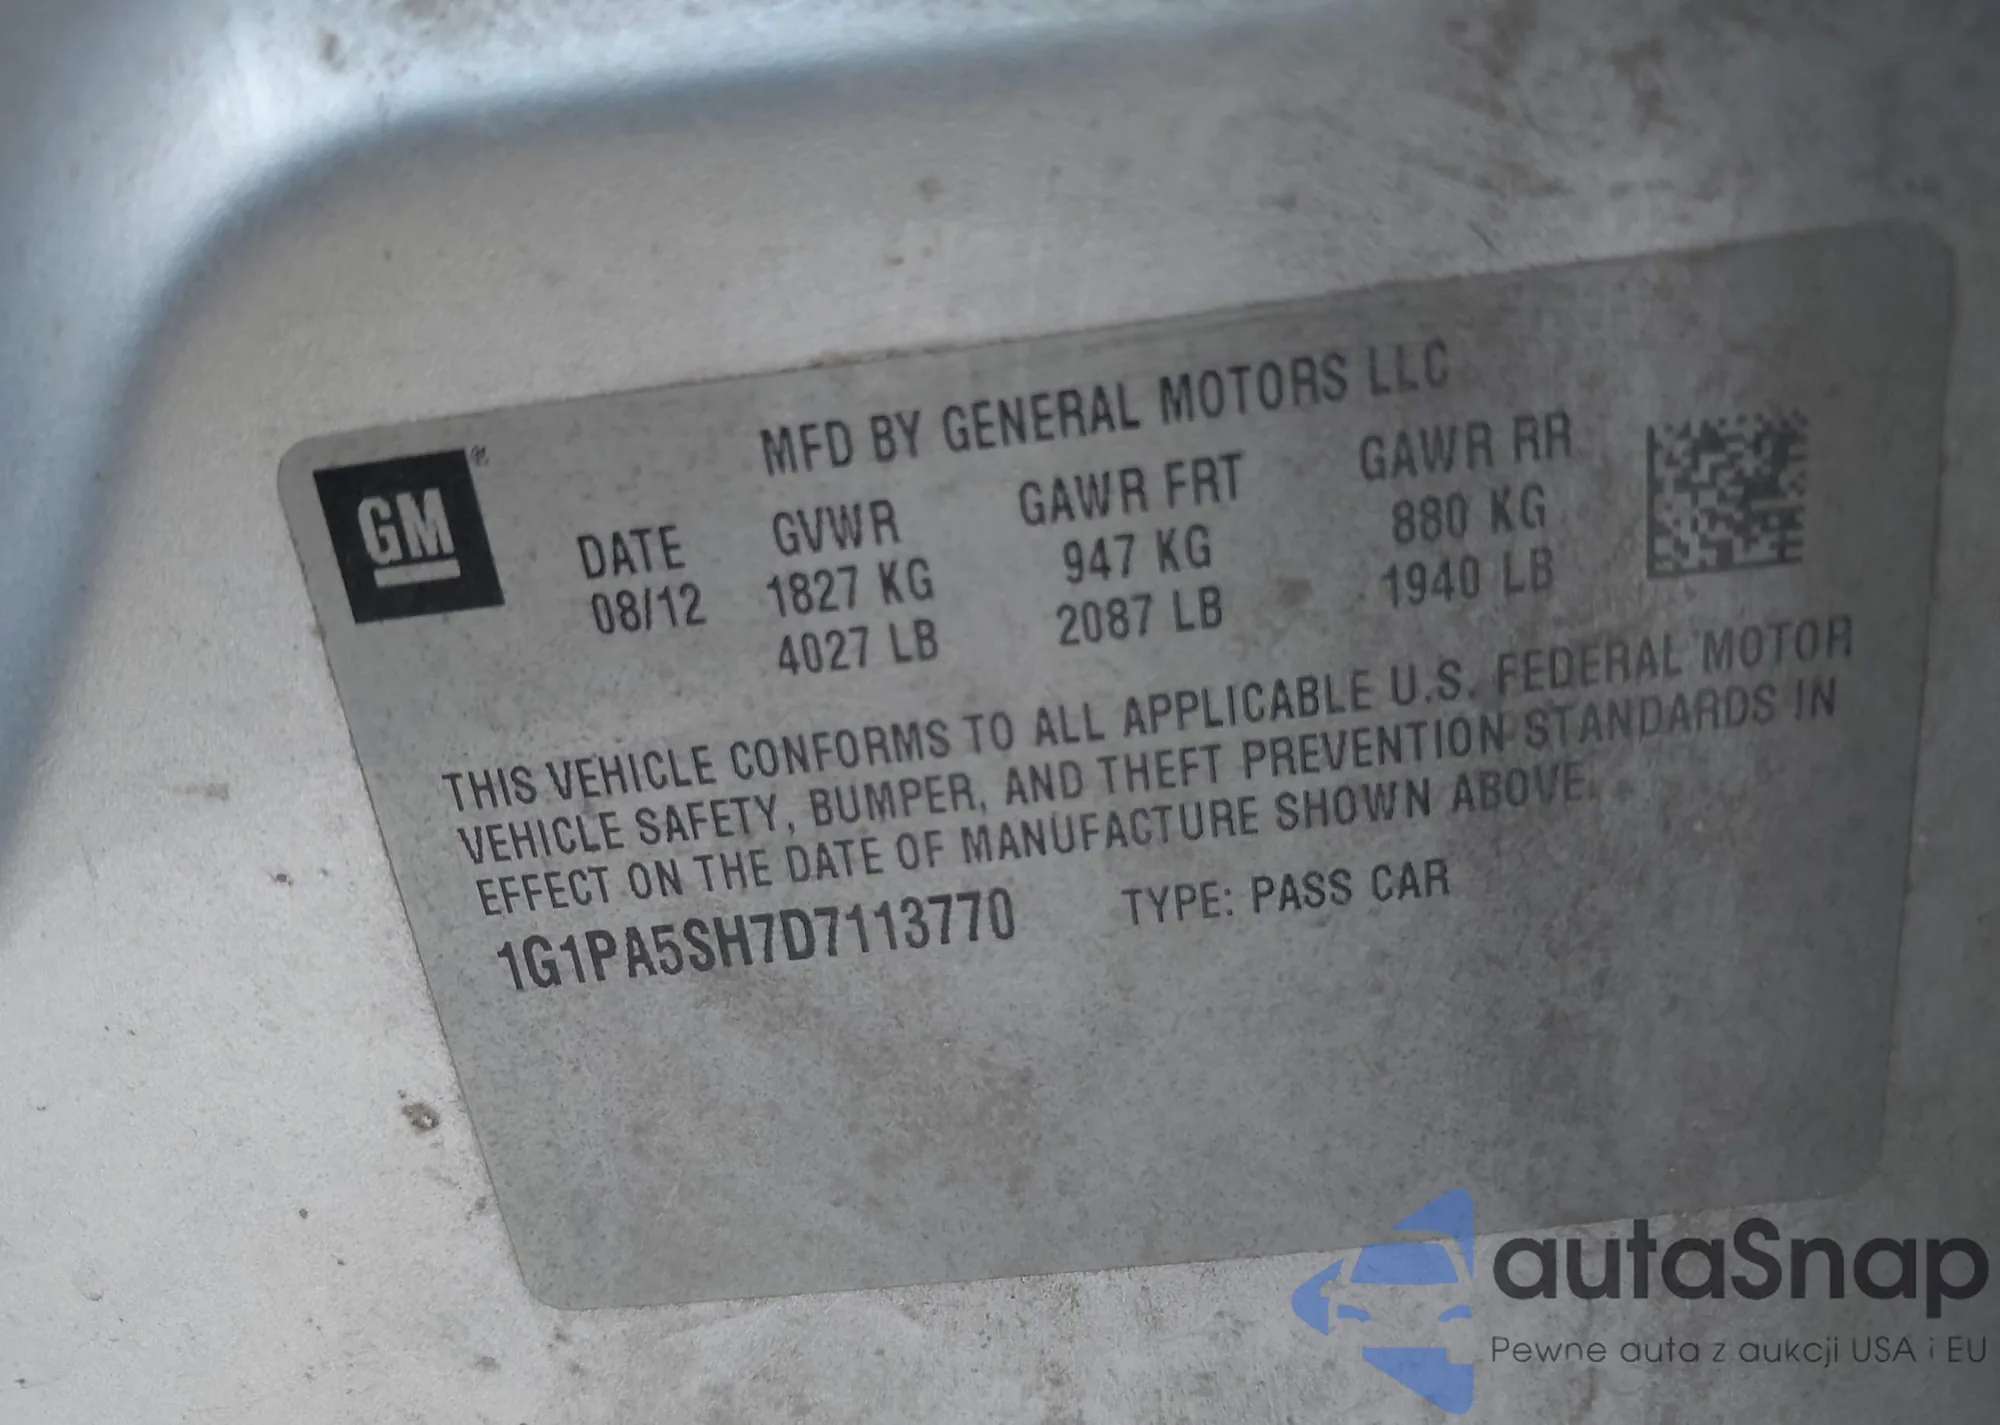 MFD BY GENERAL MOTORS LLC
GM®
DATE GVWR GAWR FRT GAWR RR
08/12 1827 KG 947 KG 880 KG
4027 LB 2087 LB 1940 LB
THIS VEHICLE CONFORMS TO ALL APPLICABLE U.S. FEDERAL MOTOR
VEHICLE SAFETY, BUMPER, AND THEFT PREVENTION STANDARDS IN
EFFECT ON THE DATE OF MANUFACTURE SHOWN ABOVE.
1G1PA5SH7D7113770 TYPE: PASS CAR
autaSnap
Pewne auta z aukcji USA i EU